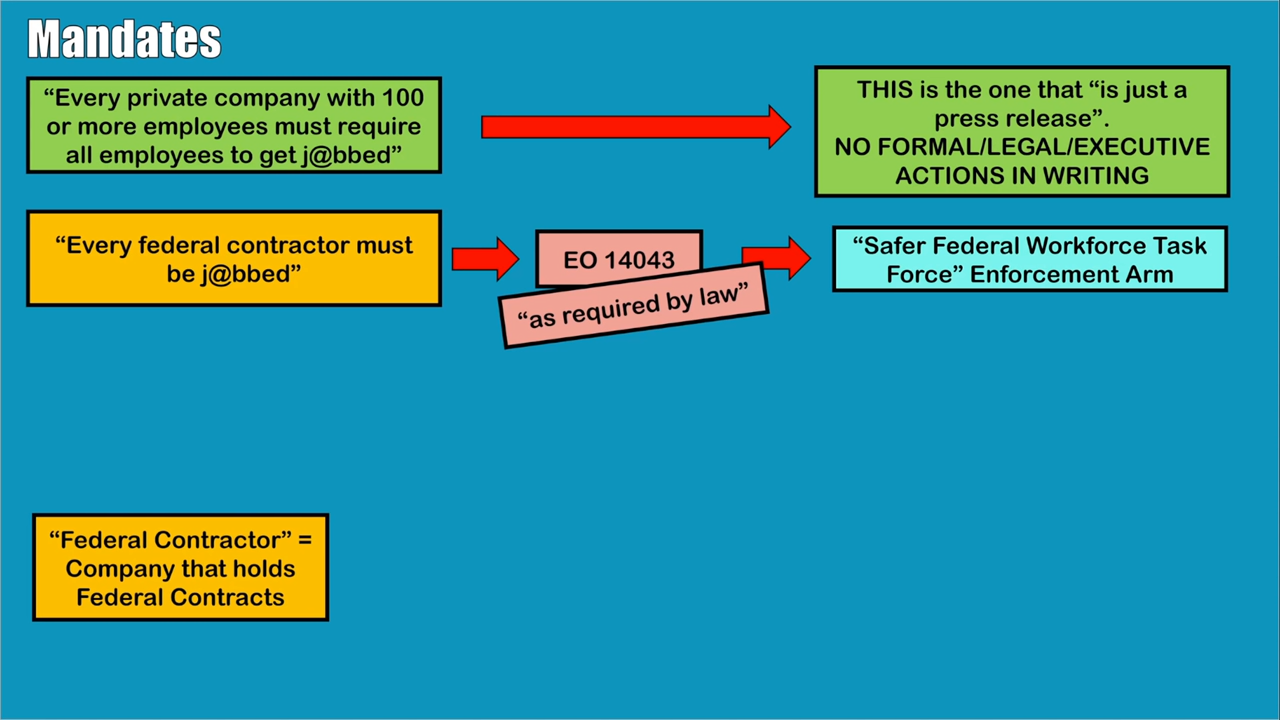 Mandates
“Every private company with 100
or more employees must require
all employees to get j@bbed”
THIS is the one that “is just a
press release”.
NO FORMAL/LEGAL/EXECUTIVE
ACTIONS IN WRITING
“Every federal contractor must
be j@bbed”
EO 14043
“as required by law”
“Safer Federal Workforce Task
Force” Enforcement Arm
“Federal Contractor” =
Company that holds
Federal Contracts